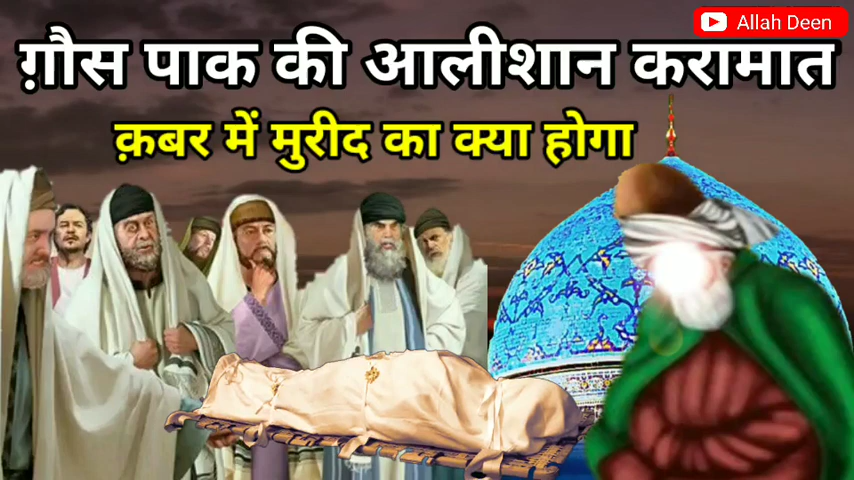 Allah Deen
ग़ौस पाक की आलीशान करामात
क़बर में मुरीद का क्या होगा